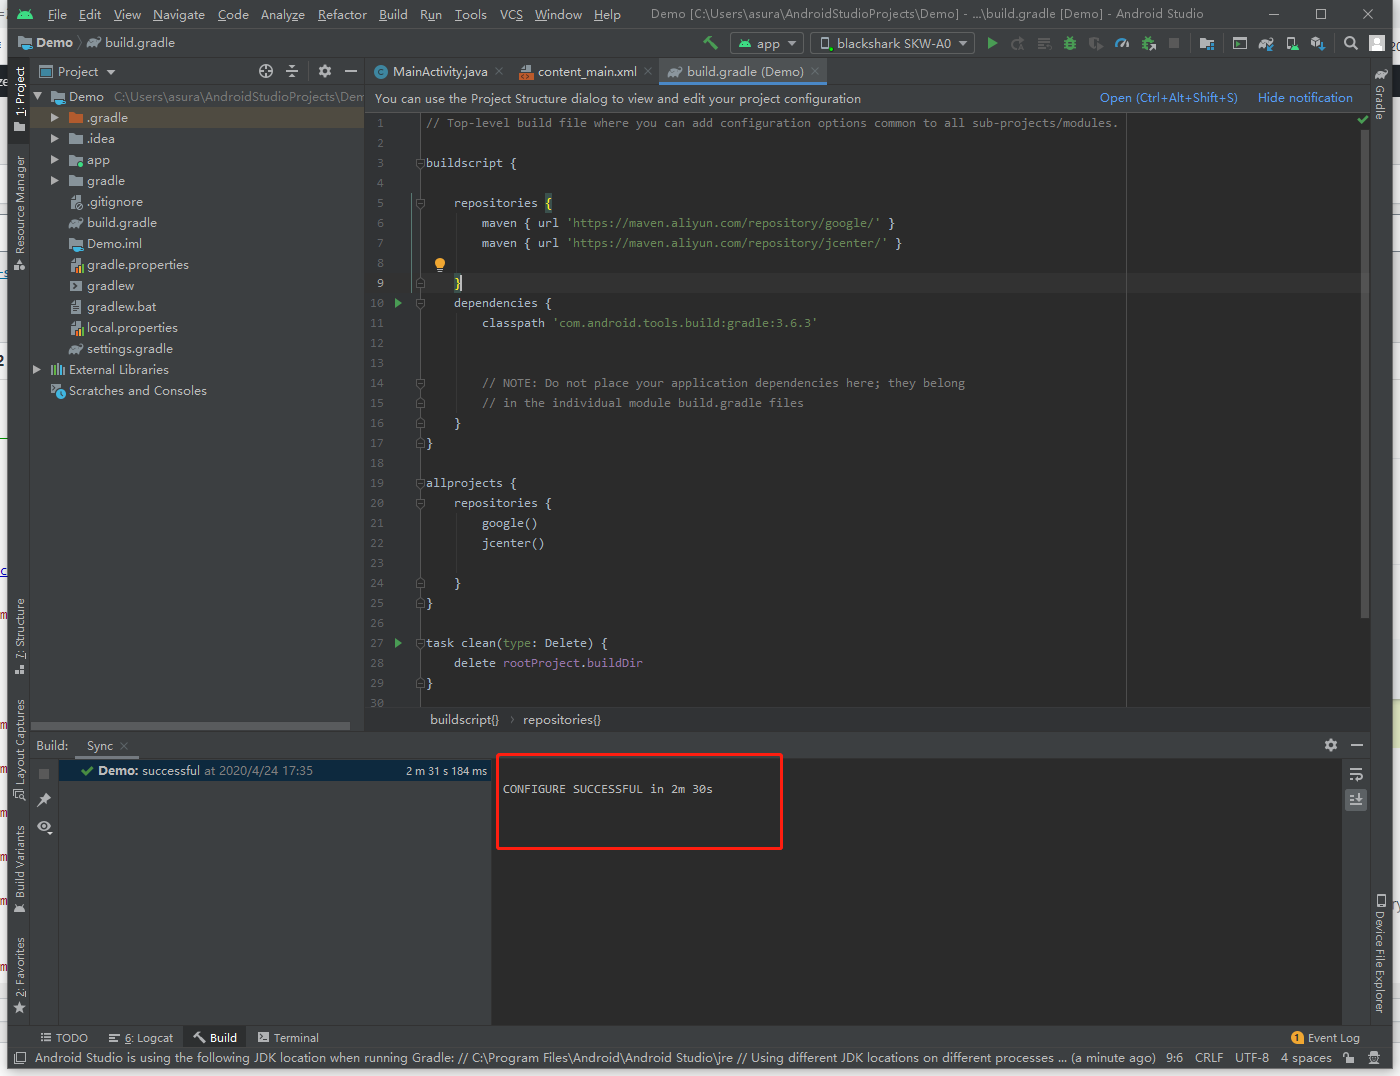 File Edit View Navigate Code Analyze Refactor Build Run Tools VCS Window Help Demo [C:\Users\asura\AndroidStudioProjects\Demo] - ...\build.gradle [Demo] - Android Studio
Demo build.gradle app blackshark SKW-A0
Project MainActivity.java content_main.xml build.gradle (Demo)
You can use the Project Structure dialog to view and edit your project configuration Open (Ctrl+Alt+Shift+S) Hide notification
Demo C:\Users\asura\AndroidStudioProjects\Dem
.gradle
.idea
app
gradle
.gitignore
build.gradle
Demo.iml
gradle.properties
gradlew
gradlew.bat
local.properties
settings.gradle
External Libraries
Scratches and Consoles
1: Project
Resource Manager
7: Structure
Layout Captures
Build Variants
2: Favorites
Gradle
Device File Explorer
1 // Top-level build file where you can add configuration options common to all sub-projects/modules.
2
3 buildscript {
4
5 repositories {
6 maven { url 'https://maven.aliyun.com/repository/google/' }
7 maven { url 'https://maven.aliyun.com/repository/jcenter/' }
8
9 }
10 dependencies {
11 classpath 'com.android.tools.build:gradle:3.6.3'
12
13
14 // NOTE: Do not place your application dependencies here; they belong
15 // in the individual module build.gradle files
16 }
17 }
18
19 allprojects {
20 repositories {
21 google()
22 jcenter()
23
24 }
25 }
26
27 task clean(type: Delete) {
28 delete rootProject.buildDir
29 }
30
buildscript{} › repositories{}
Build: Sync
Demo: successful at 2020/4/24 17:35 2 m 31 s 184 ms
CONFIGURE SUCCESSFUL in 2m 30s
TODO 6: Logcat Build Terminal 1 Event Log
Android Studio is using the following JDK location when running Gradle: // C:\Program Files\Android\Android Studio\jre // Using different JDK locations on different processes ... (a minute ago) 9:6 CRLF UTF-8 4 spaces